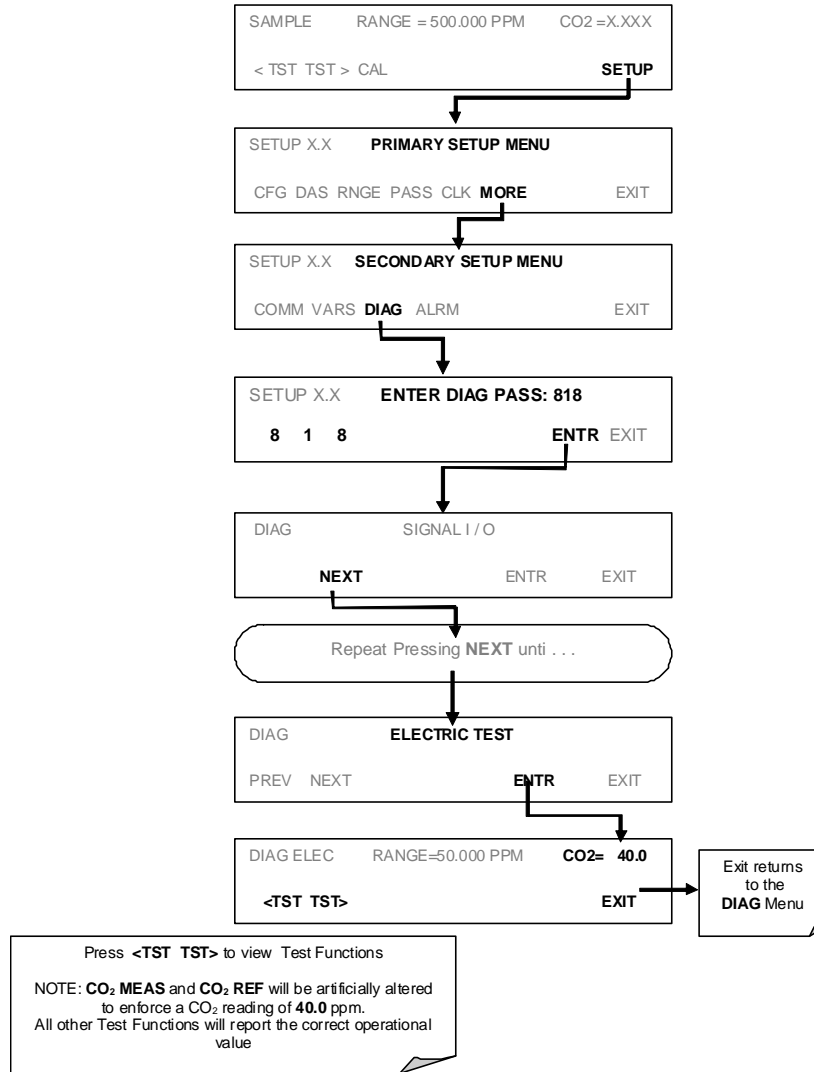 SAMPLE RANGE = 500.000 PPM CO2 =X.XXX
< TST TST > CAL SETUP
SETUP X.X PRIMARY SETUP MENU
CFG DAS RNGE PASS CLK MORE EXIT
SETUP X.X SECONDARY SETUP MENU
COMM VARS DIAG ALRM EXIT
SETUP X.X ENTER DIAG PASS: 818
8 1 8 ENTR EXIT
DIAG SIGNAL I / O
NEXT ENTR EXIT
Repeat Pressing NEXT unti . . .
DIAG ELECTRIC TEST
PREV NEXT ENTR EXIT
DIAG ELEC RANGE=50.000 PPM CO2= 40.0
<TST TST> EXIT
Exit returns
to the
DIAG Menu
Press <TST TST> to view Test Functions
NOTE: CO₂ MEAS and CO₂ REF will be artificially altered
to enforce a CO₂ reading of 40.0 ppm.
All other Test Functions will report the correct operational
value